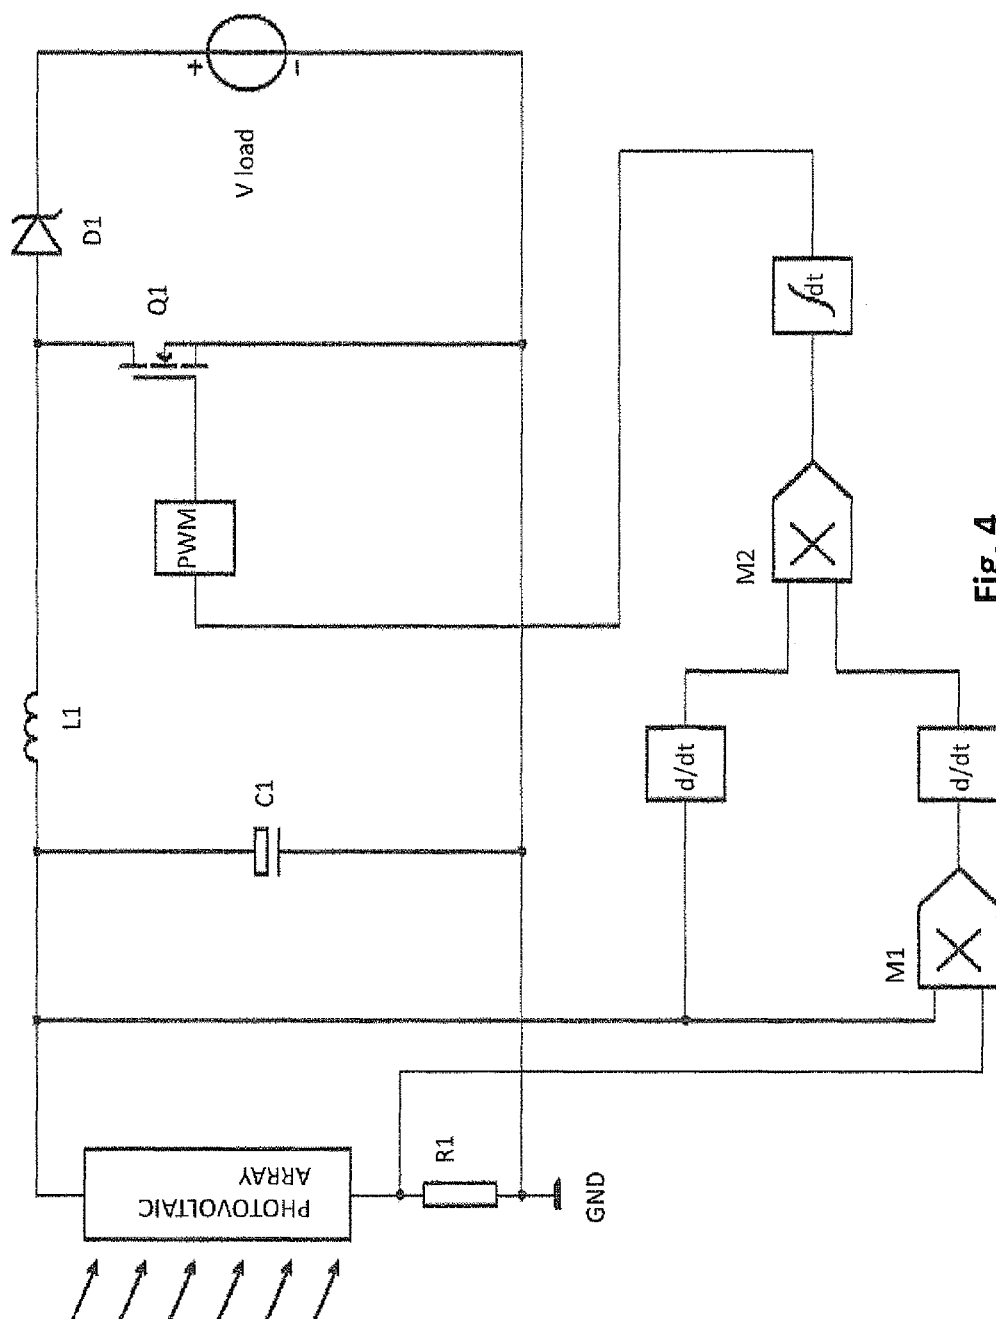 V load
+
−
D1
Q1
PWM
L1
C1
PHOTOVOLTAIC
ARRAY
R1
GND
∫dt
M2
d/dt
d/dt
M1
Fig. 4